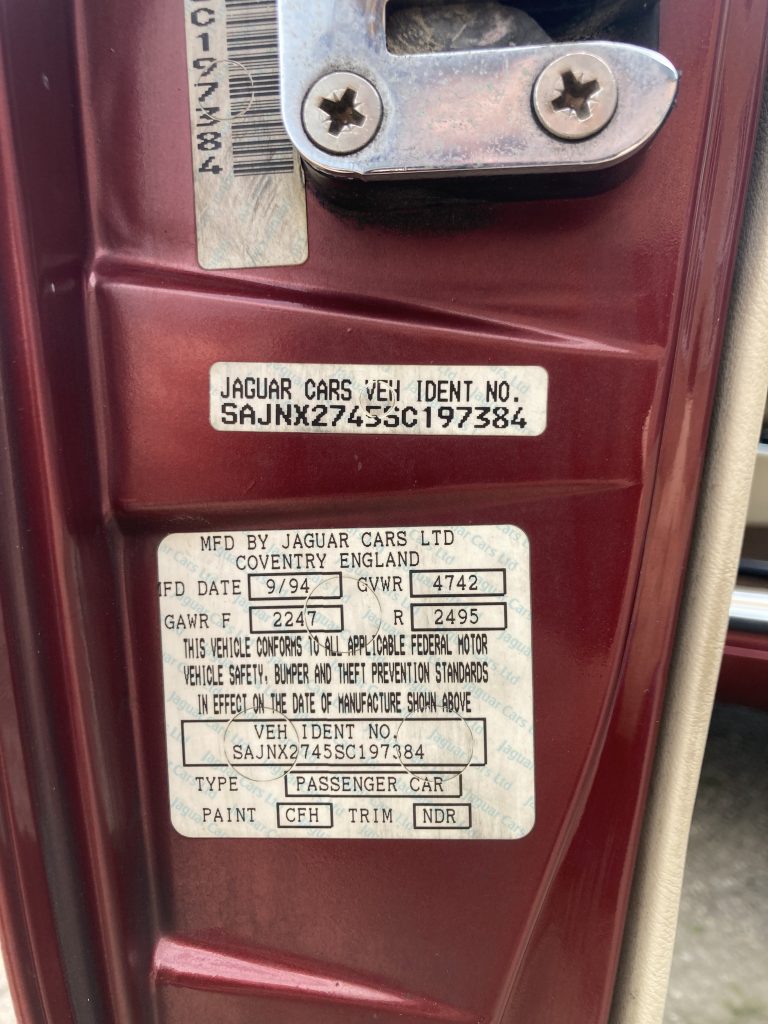 C197384
JAGUAR CARS VEH IDENT NO.
SAJNX2745SC197384
MFD BY JAGUAR CARS LTD
COVENTRY ENGLAND
MFD DATE 9/94 GVWR 4742
GAWR F 2247 R 2495
THIS VEHICLE CONFORMS TO ALL APPLICABLE FEDERAL MOTOR
VEHICLE SAFETY, BUMPER AND THEFT PREVENTION STANDARDS
IN EFFECT ON THE DATE OF MANUFACTURE SHOWN ABOVE
VEH IDENT NO.
SAJNX2745SC197384
TYPE PASSENGER CAR
PAINT CFH TRIM NDR